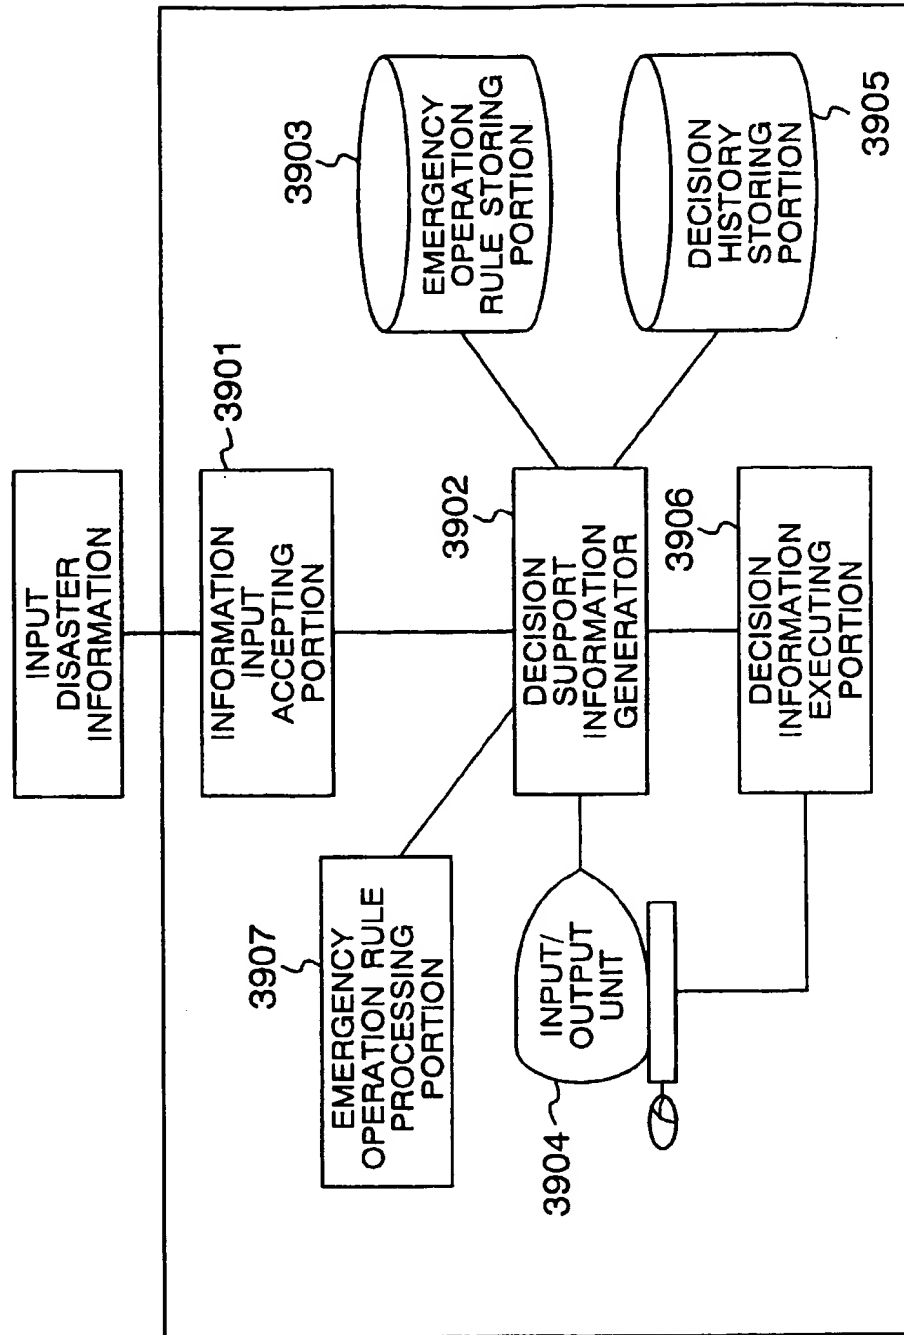 INPUT
DISASTER
INFORMATION
3901
INFORMATION
INPUT
ACCEPTING
PORTION
3907
EMERGENCY
OPERATION RULE
PROCESSING
PORTION
3902
DECISION
SUPPORT
INFORMATION
GENERATOR
3903
EMERGENCY
OPERATION
RULE STORING
PORTION
3904
INPUT/
OUTPUT
UNIT
3906
DECISION
INFORMATION
EXECUTING
PORTION
3905
DECISION
HISTORY
STORING
PORTION